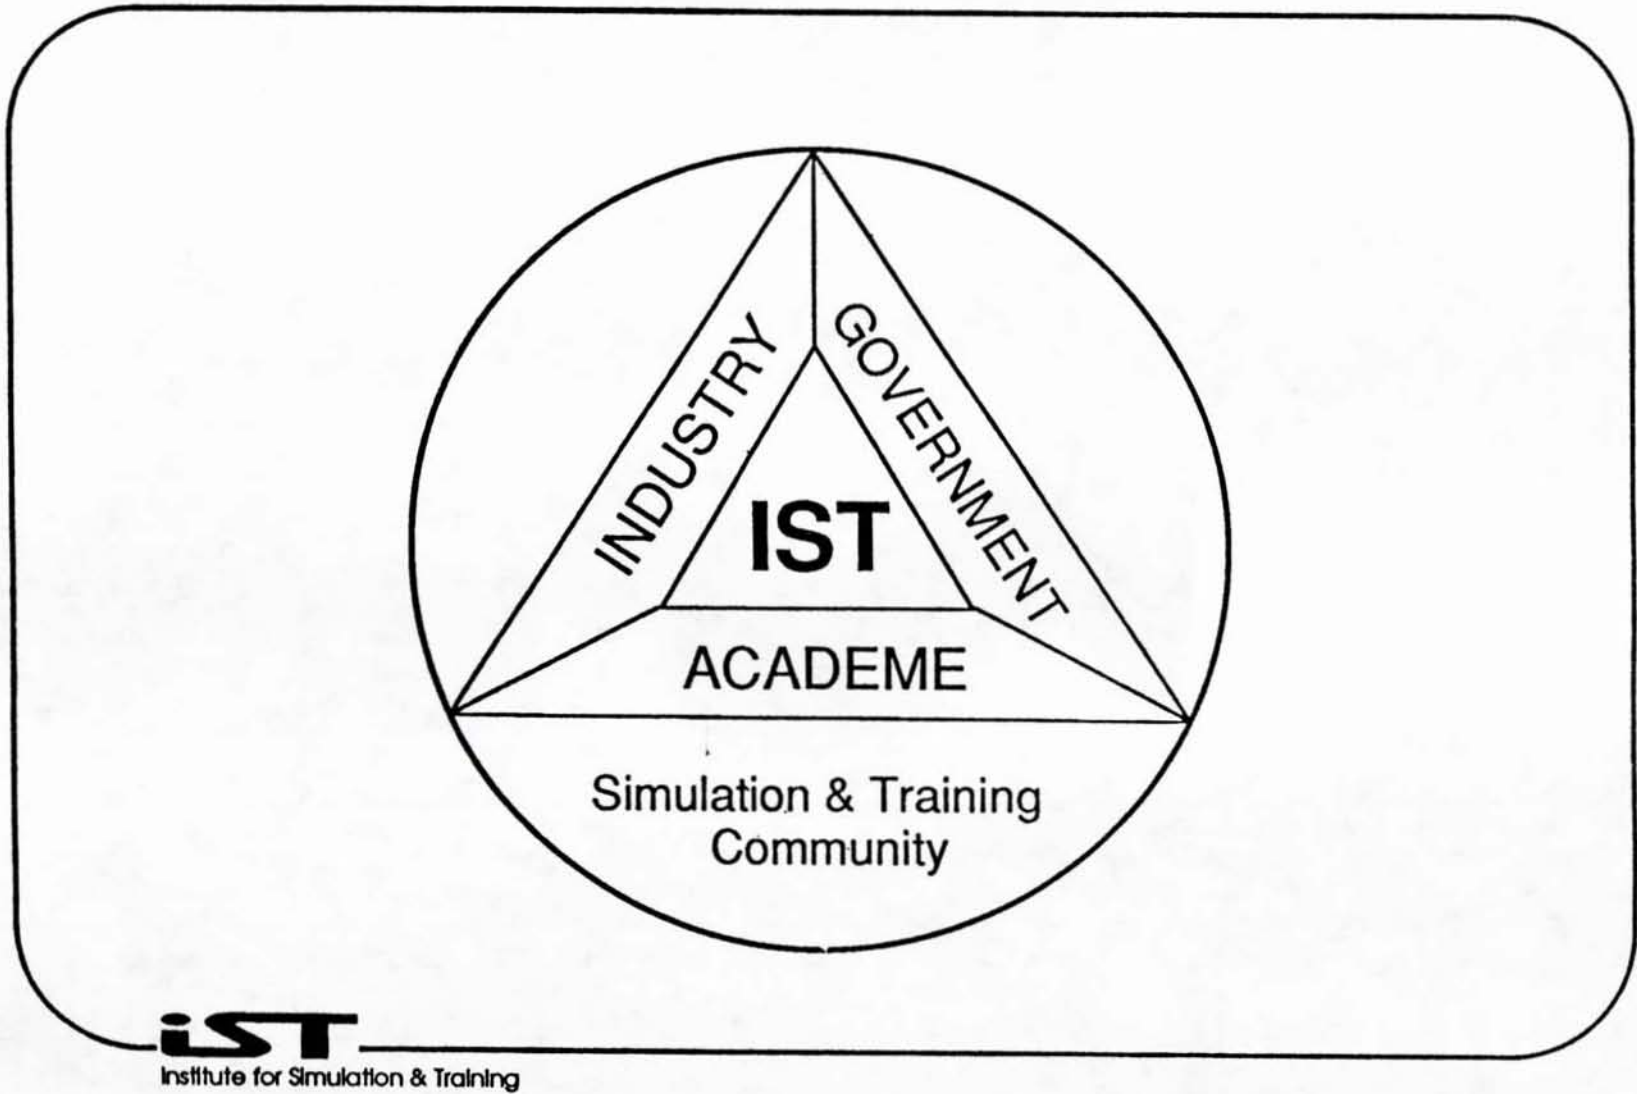 INDUSTRY
GOVERNMENT
IST
ACADEME
Simulation & Training
Community
iST
Institute for Simulation & Training